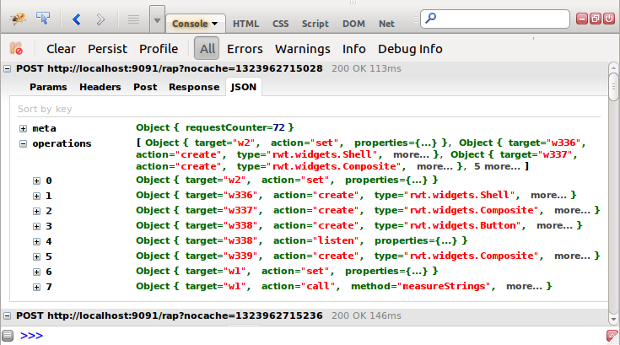 Console HTML CSS Script DOM Net
Clear Persist Profile All Errors Warnings Info Debug Info
POST http://localhost:9091/rap?nocache=1323962715028 200 OK 113ms
Params Headers Post Response JSON
Sort by key
meta Object { requestCounter=72 }
operations [ Object { target="w2", action="set", properties={...} }, Object { target="w336",
action="create", type="rwt.widgets.Shell", more... }, Object { target="w337",
action="create", type="rwt.widgets.Composite", more... }, 5 more... ]
0 Object { target="w2", action="set", properties={...} }
1 Object { target="w336", action="create", type="rwt.widgets.Shell", more... }
2 Object { target="w337", action="create", type="rwt.widgets.Composite", more... }
3 Object { target="w338", action="create", type="rwt.widgets.Button", more... }
4 Object { target="w338", action="listen", properties={...} }
5 Object { target="w339", action="create", type="rwt.widgets.Composite", more... }
6 Object { target="w1", action="set", properties={...} }
7 Object { target="w1", action="call", method="measureStrings", more... }
POST http://localhost:9091/rap?nocache=1323962715236 200 OK 146ms
>>>